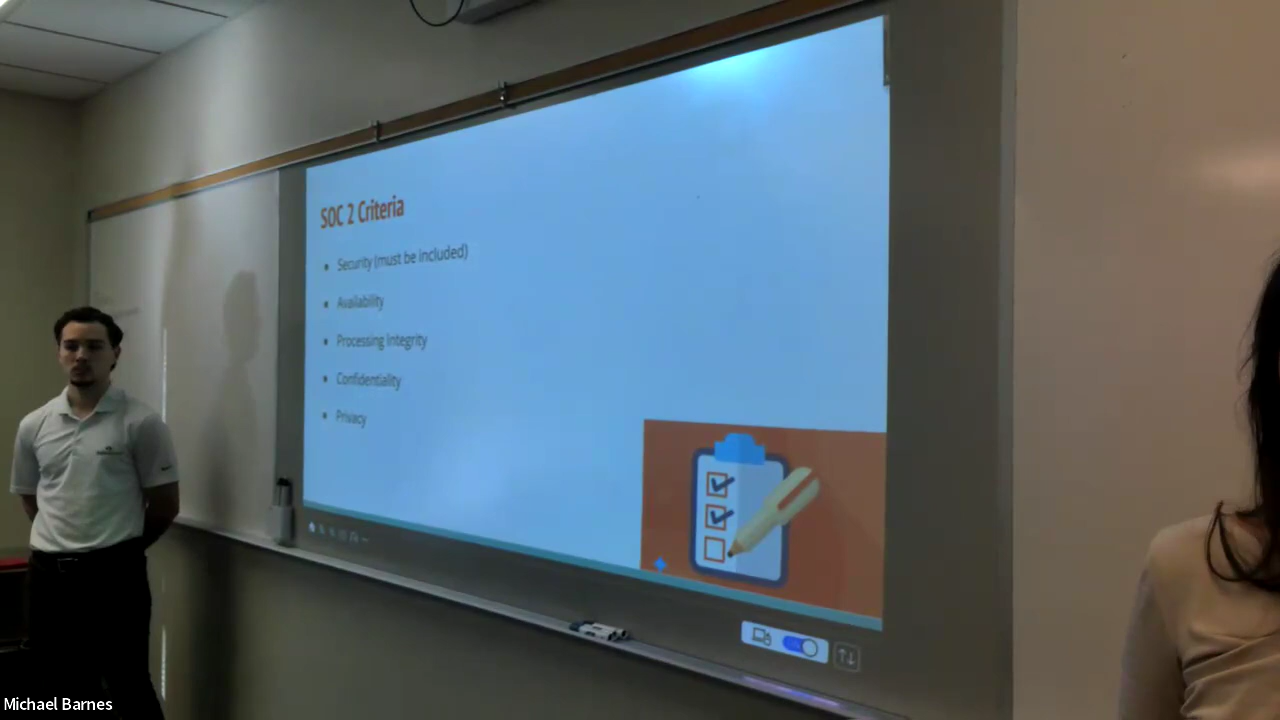 SOC 2 Criteria
Security (must be included)
Availability
Processing Integrity
Confidentiality
Privacy
Michael Barnes